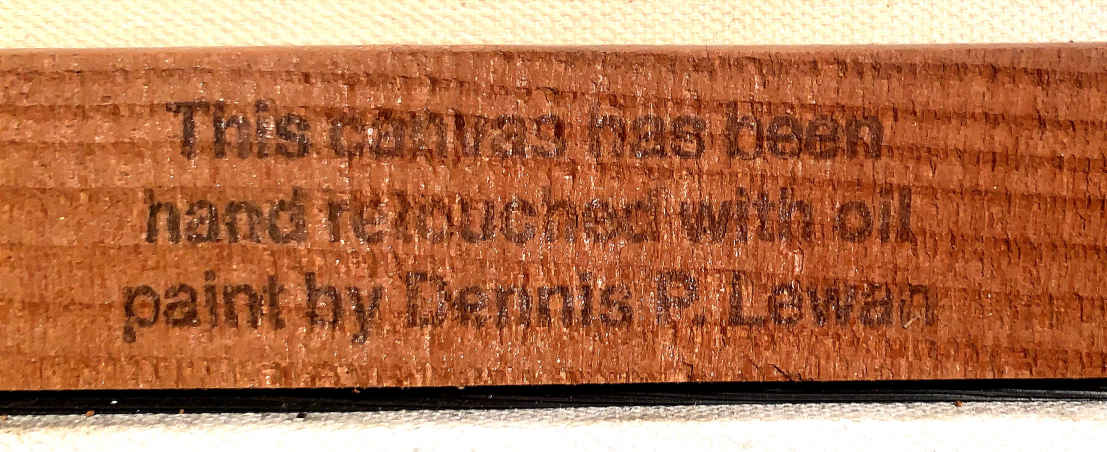 This canvas has been
hand retouched with oil
paint by Dennis P. Lewan